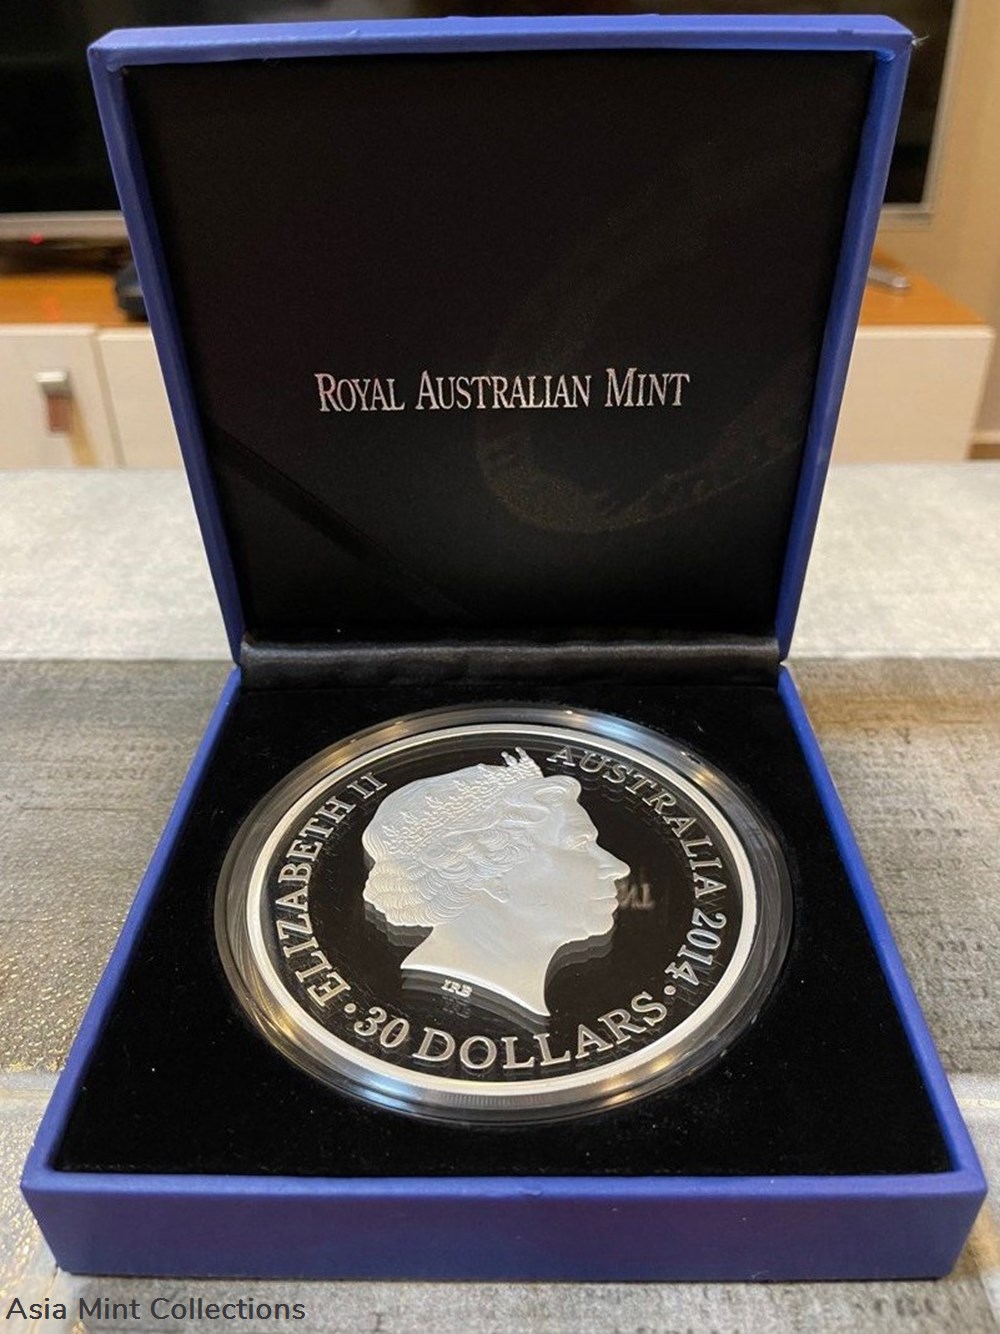 ROYAL AUSTRALIAN MINT
ELIZABETH II
AUSTRALIA 2014
· 30 DOLLARS ·
IRB
Asia Mint Collections